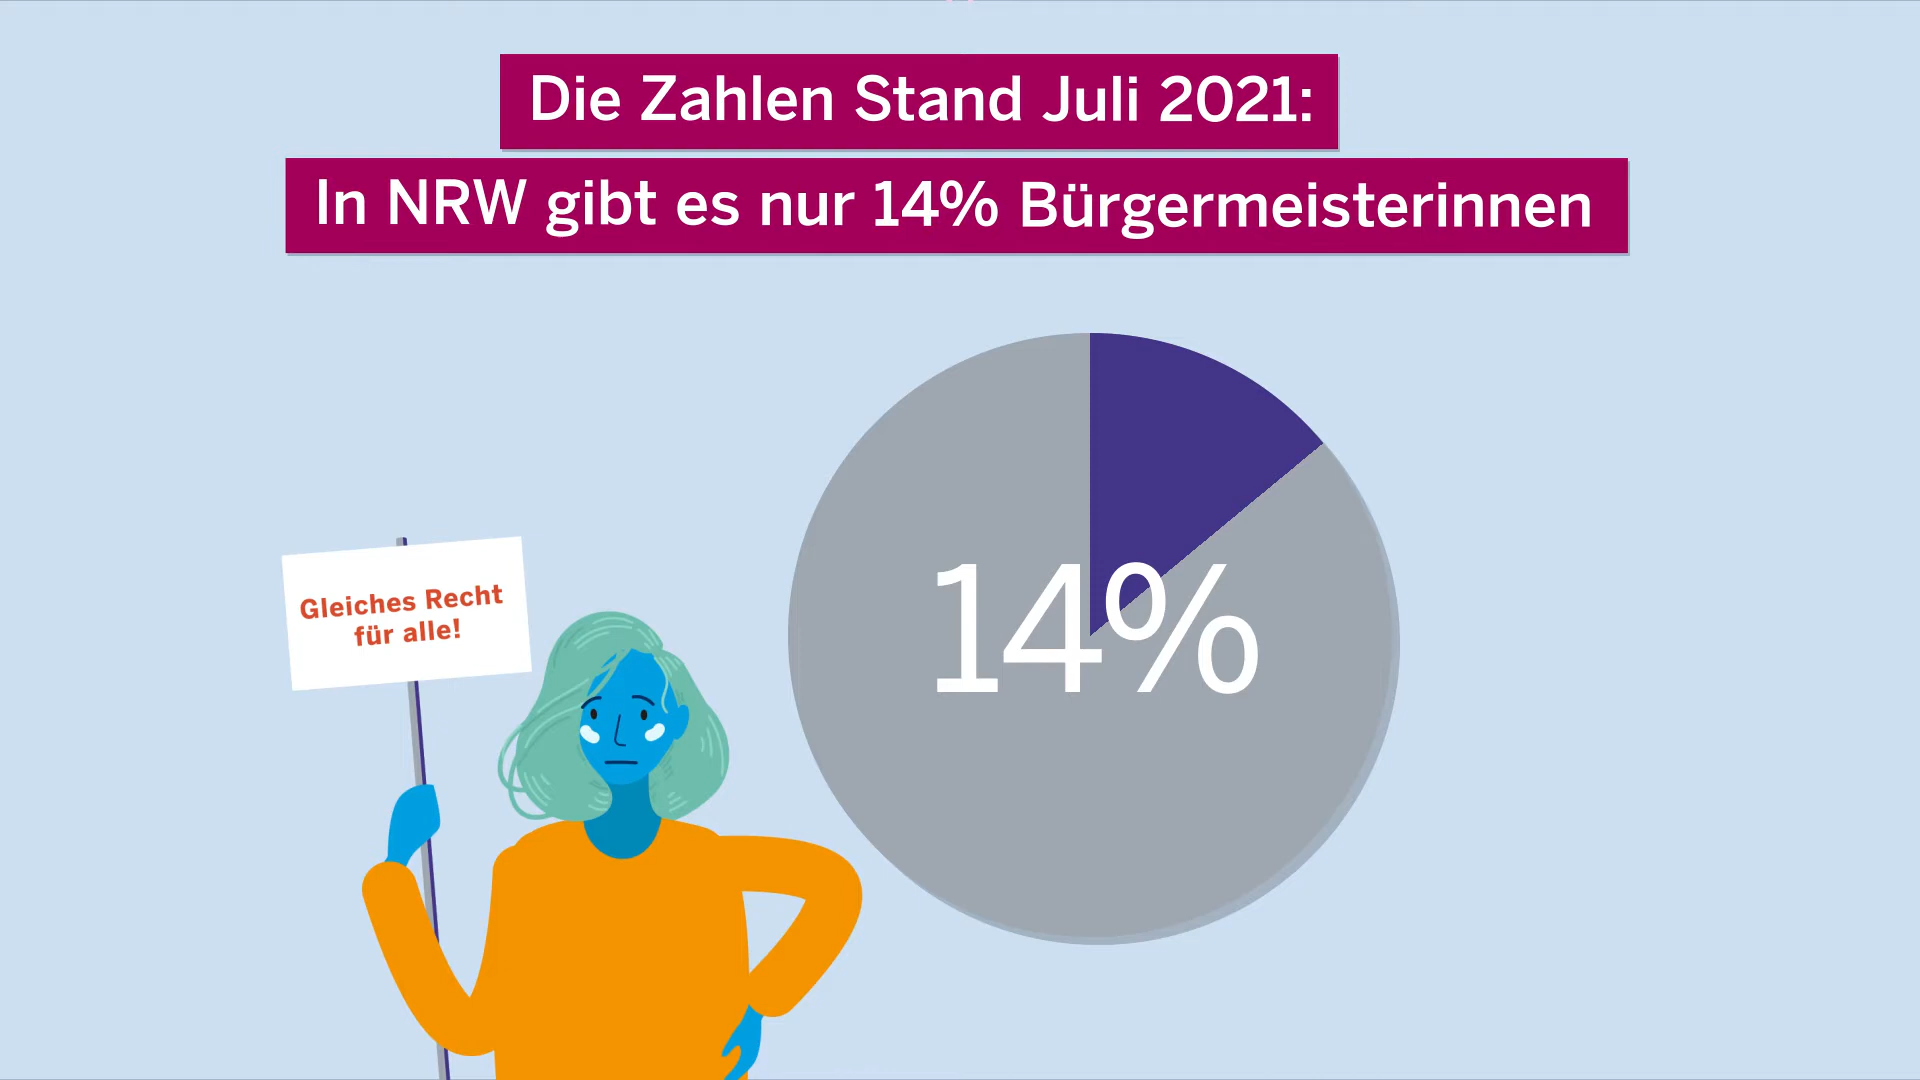 Die Zahlen Stand Juli 2021:
In NRW gibt es nur 14% Bürgermeisterinnen
14%
Gleiches Recht
für alle!